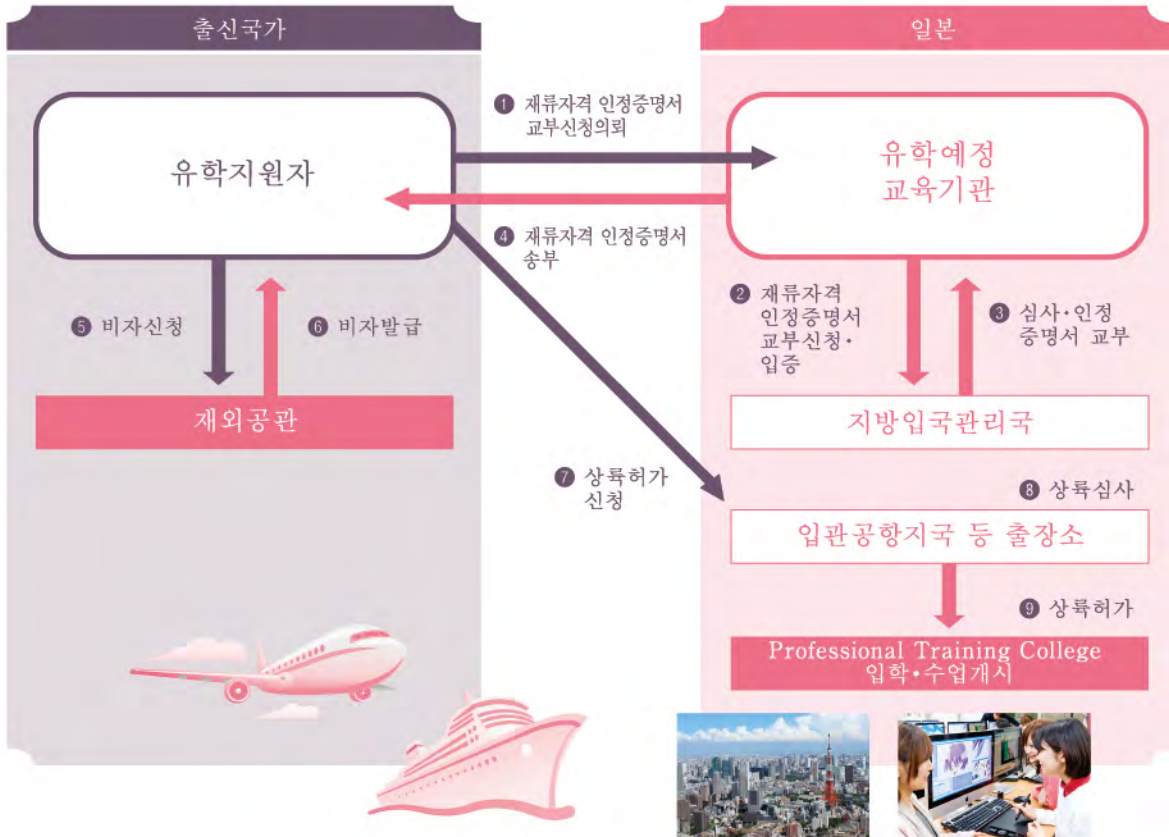 출신국가
일본
유학지원자
❶ 재류자격 인정증명서
교부신청의뢰
유학예정
교육기관
❹ 재류자격 인정증명서
송부
❺ 비자신청
❻ 비자발급
❷ 재류자격
인정증명서
교부신청·
입증
❸ 심사·인정
증명서 교부
재외공관
지방입국관리국
❼ 상륙허가
신청
❽ 상륙심사
입관공항지국 등 출장소
❾ 상륙허가
Professional Training College
입학·수업개시